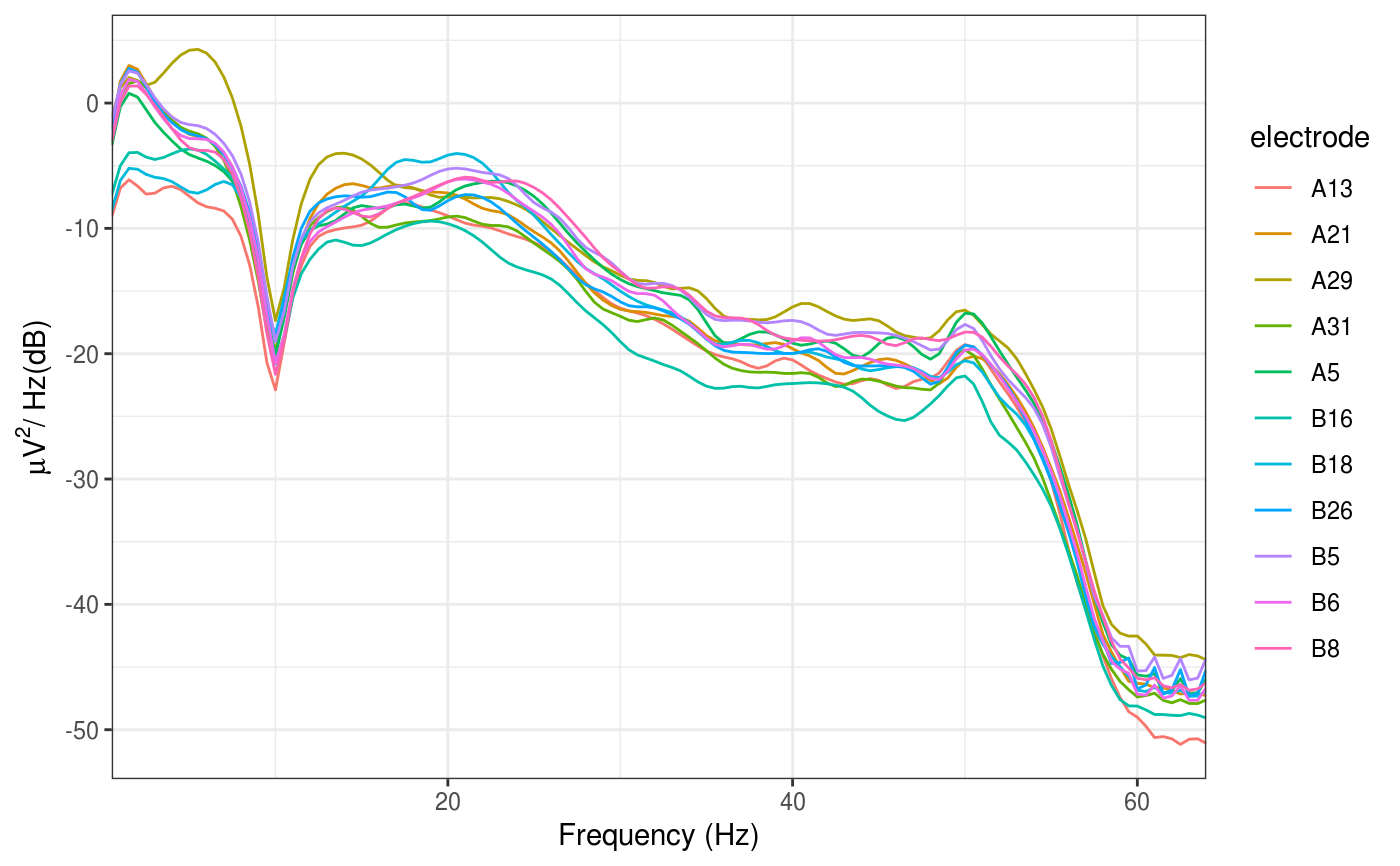 0
-10
-20
-30
-40
-50
μV²/ Hz(dB)
20
40
60
Frequency (Hz)
electrode
A13
A21
A29
A31
A5
B16
B18
B26
B5
B6
B8